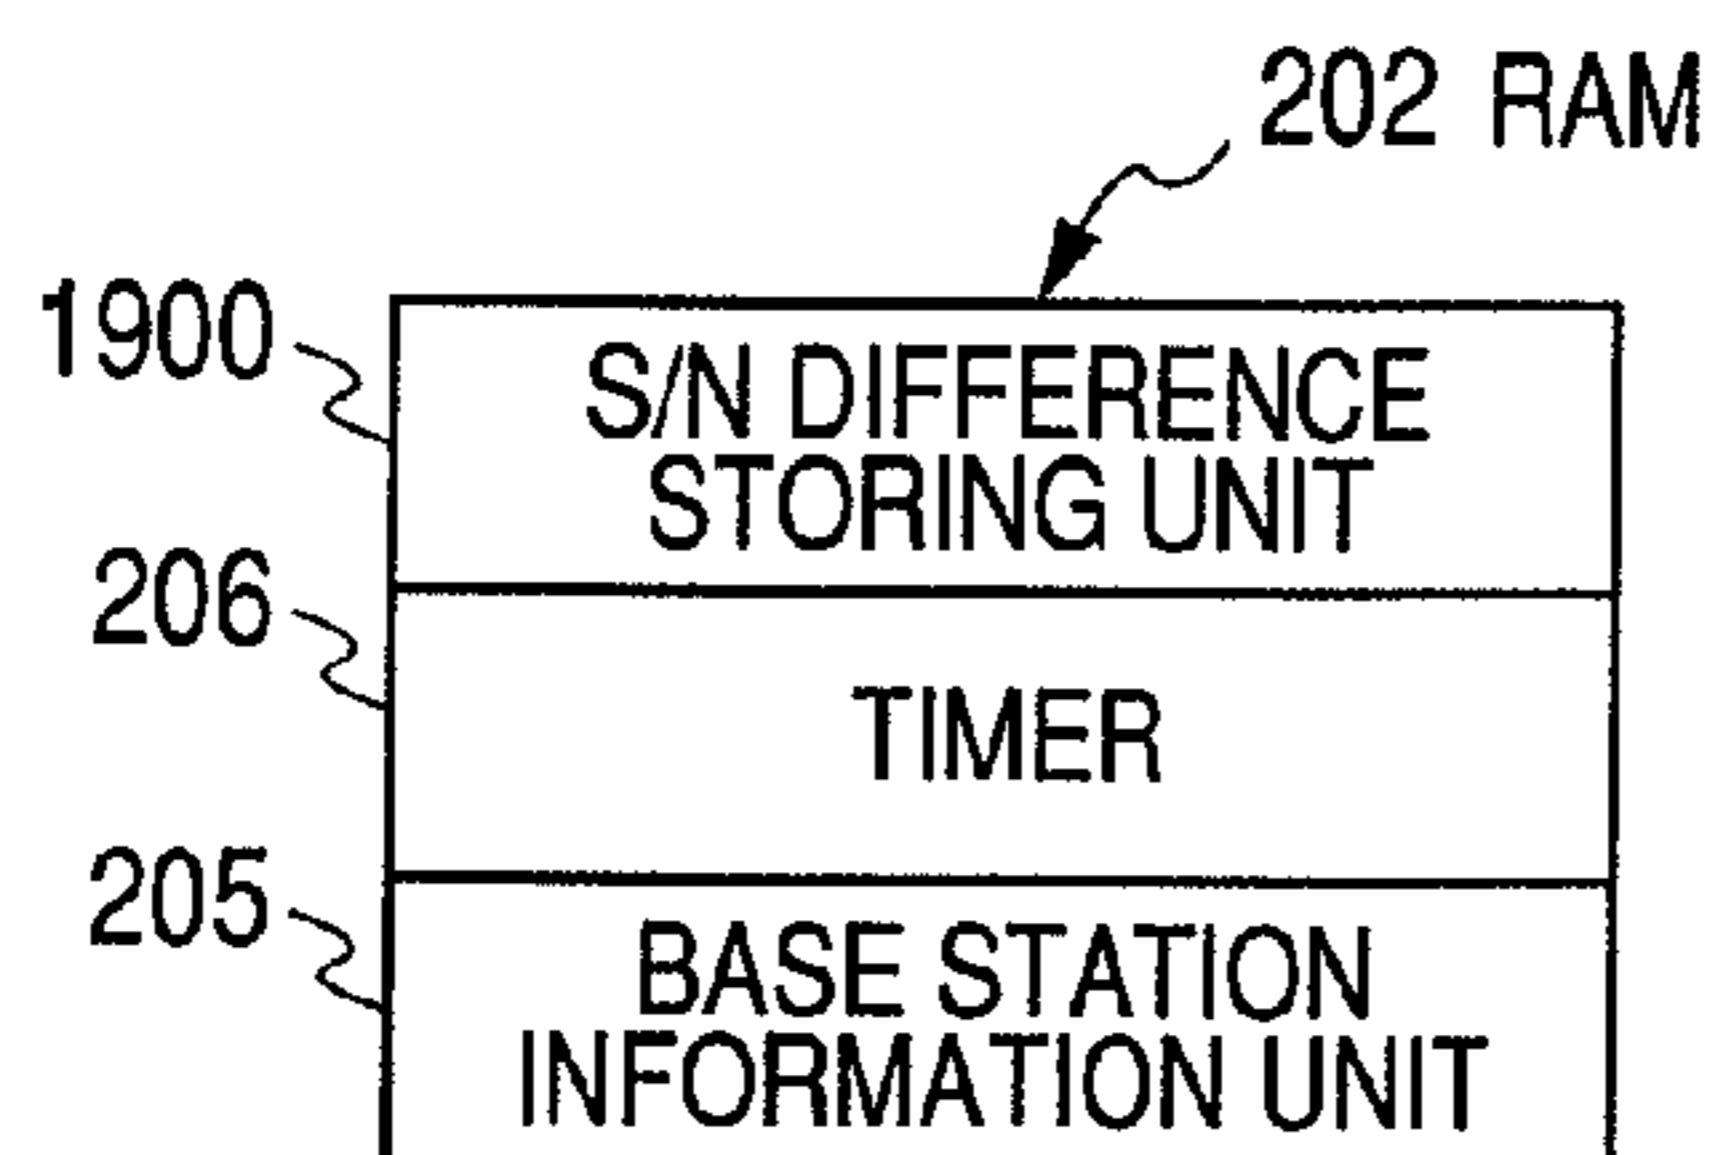 202 RAM
1900
S/N DIFFERENCE
STORING UNIT
206
TIMER
205
BASE STATION
INFORMATION UNIT